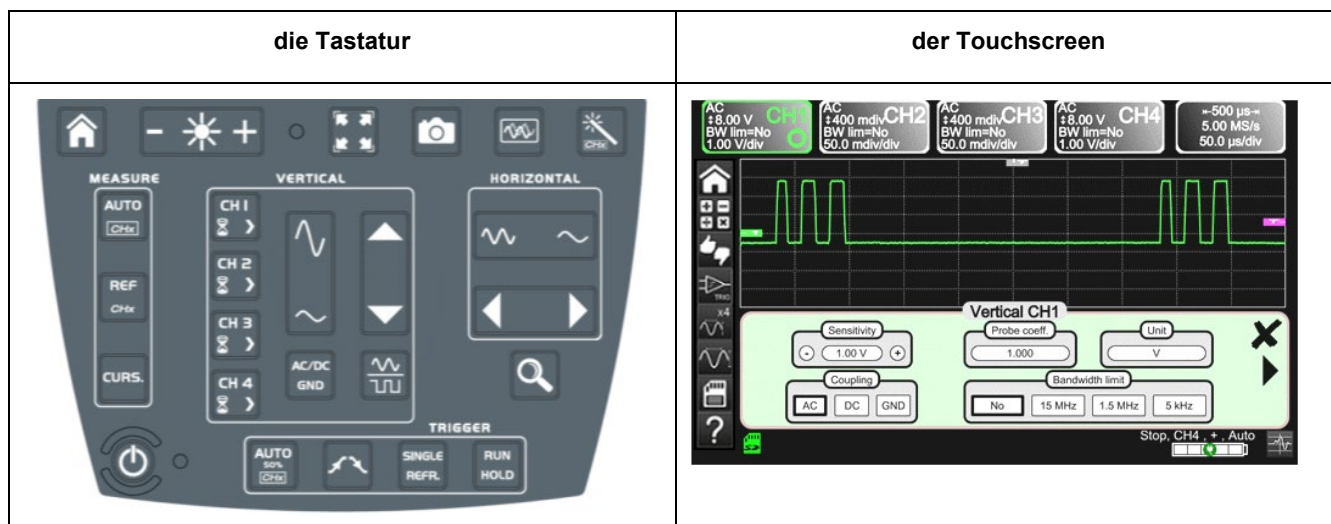 die Tastatur
der Touchscreen
CHx
MEASURE
VERTICAL
HORIZONTAL
AUTO
CHx
REF
CHx
CURS.
CH 1
CH 2
CH 3
CH 4
AC/DC
GND
TRIGGER
AUTO
50%
CHx
SINGLE
REFR.
RUN
HOLD
AC
CH1
8.00 V
BW lim=No
1.00 V/div
AC
CH2
400 mdiv
BW lim=No
50.0 mdiv/div
AC
CH3
400 mdiv
BW lim=No
50.0 mdiv/div
AC
CH4
8.00 V
BW lim=No
1.00 V/div
500 µs
5.00 MS/s
50.0 µs/div
TRIG
x4
Vertical CH1
Sensitivity
Probe coeff.
Unit
- 1.00 V +
1.000
V
Coupling
Bandwidth limit
AC DC GND
No 15 MHz 1.5 MHz 5 kHz
?
Stop, CH4 , + , Auto